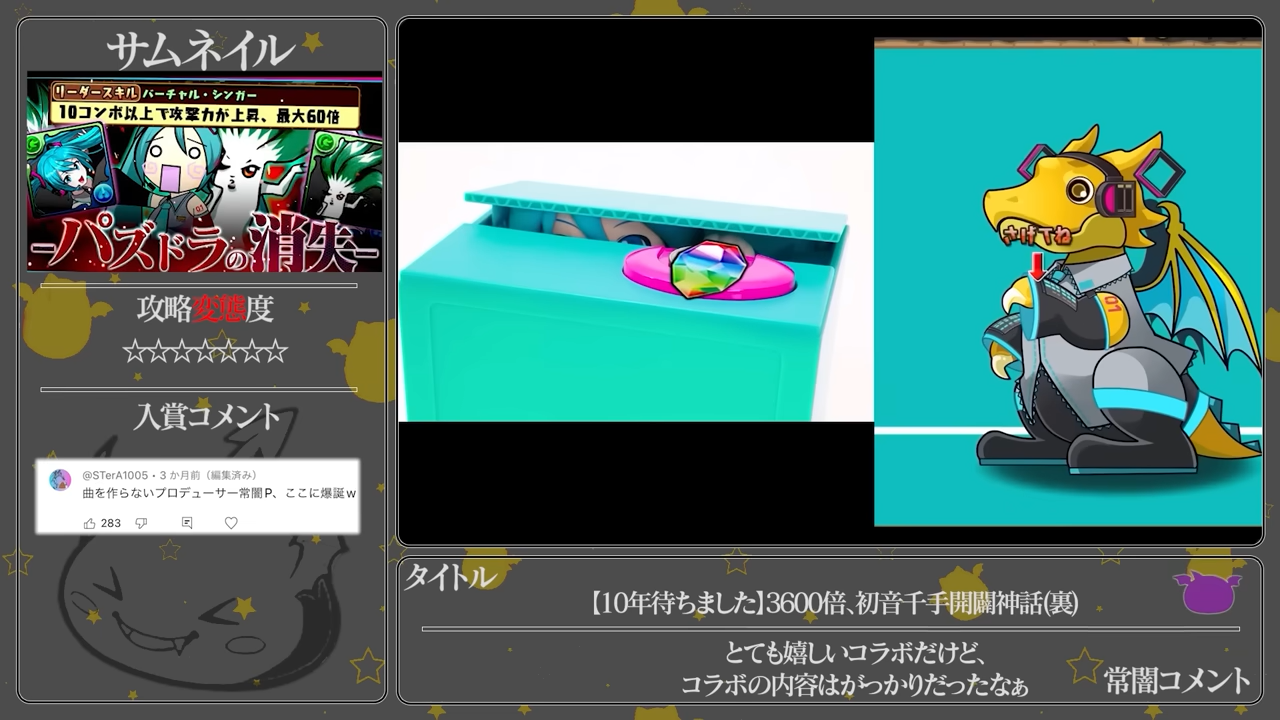 サムネイル
リーダースキル バーチャル・シンガー
10コンボ以上で攻撃力が上昇、最大60倍
-パズドラの消失-
攻略変態度
☆☆☆☆☆☆☆
入賞コメント
@STerA1005・3 か月前（編集済み）
曲を作らないプロデューサー常闇P、ここに爆誕w
283
さげてね
01
タイトル
【10年待ちました】3600倍、初音千手開闢神話(裏)
とても嬉しいコラボだけど、
コラボの内容はがっかりだったなぁ
常闇コメント